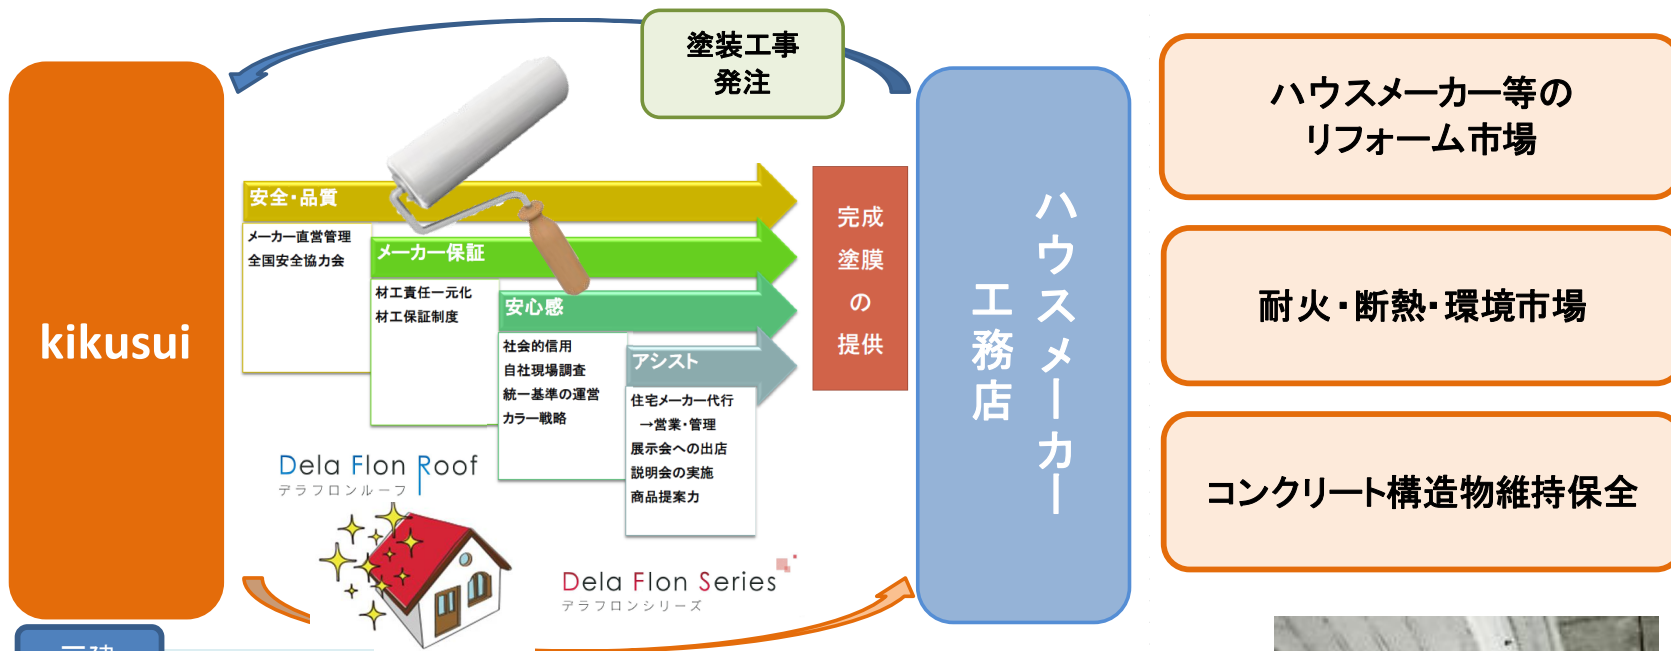 塗装工事
発注
kikusui
安全・品質
メーカー直営管理
全国安全協力会
メーカー保証
材工責任一元化
材工保証制度
安心感
社会的信用
自社現場調査
統一基準の運営
カラー戦略
アシスト
住宅メーカー代行
→営業・管理
展示会への出店
説明会の実施
商品提案力
完成
塗膜
の
提供
Dela Flon Roof
デラフロンルーフ
Dela Flon Series
デラフロンシリーズ
ハウスメーカー
工務店
ハウスメーカー等の
リフォーム市場
耐火・断熱・環境市場
コンクリート構造物維持保全